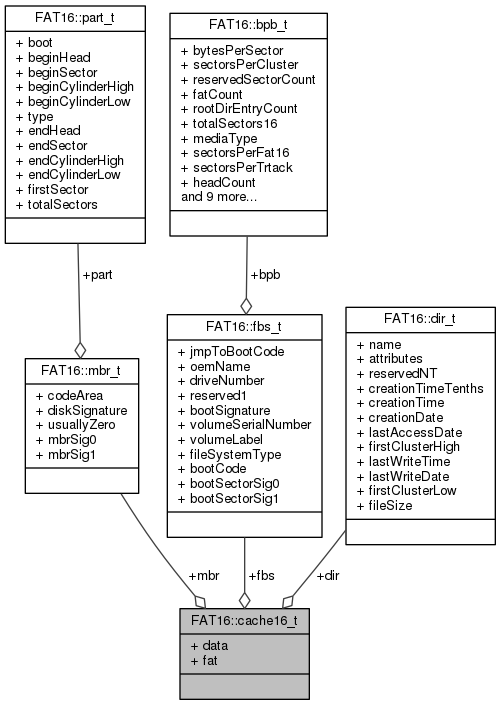 FAT16::part_t
+ boot
+ beginHead
+ beginSector
+ beginCylinderHigh
+ beginCylinderLow
+ type
+ endHead
+ endSector
+ endCylinderHigh
+ endCylinderLow
+ firstSector
+ totalSectors
FAT16::bpb_t
+ bytesPerSector
+ sectorsPerCluster
+ reservedSectorCount
+ fatCount
+ rootDirEntryCount
+ totalSectors16
+ mediaType
+ sectorsPerFat16
+ sectorsPerTrtack
+ headCount
and 9 more...
+part
+bpb
FAT16::mbr_t
+ codeArea
+ diskSignature
+ usuallyZero
+ mbrSig0
+ mbrSig1
FAT16::fbs_t
+ jmpToBootCode
+ oemName
+ driveNumber
+ reserved1
+ bootSignature
+ volumeSerialNumber
+ volumeLabel
+ fileSystemType
+ bootCode
+ bootSectorSig0
+ bootSectorSig1
FAT16::dir_t
+ name
+ attributes
+ reservedNT
+ creationTimeTenths
+ creationTime
+ creationDate
+ lastAccessDate
+ firstClusterHigh
+ lastWriteTime
+ lastWriteDate
+ firstClusterLow
+ fileSize
+mbr
+fbs
+dir
FAT16::cache16_t
+ data
+ fat